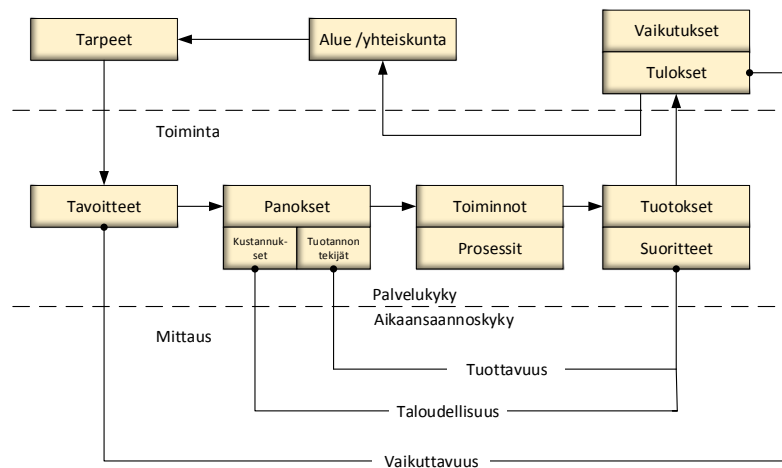 Tarpeet
Alue /yhteiskunta
Vaikutukset
Tulokset
Toiminta
Tavoitteet
Panokset
Toiminnot
Tuotokset
Kustannuk-
set
Tuotannon
tekijät
Prosessit
Suoritteet
Palvelukyky
Aikaansaannoskyky
Mittaus
Tuottavuus
Taloudellisuus
Vaikuttavuus